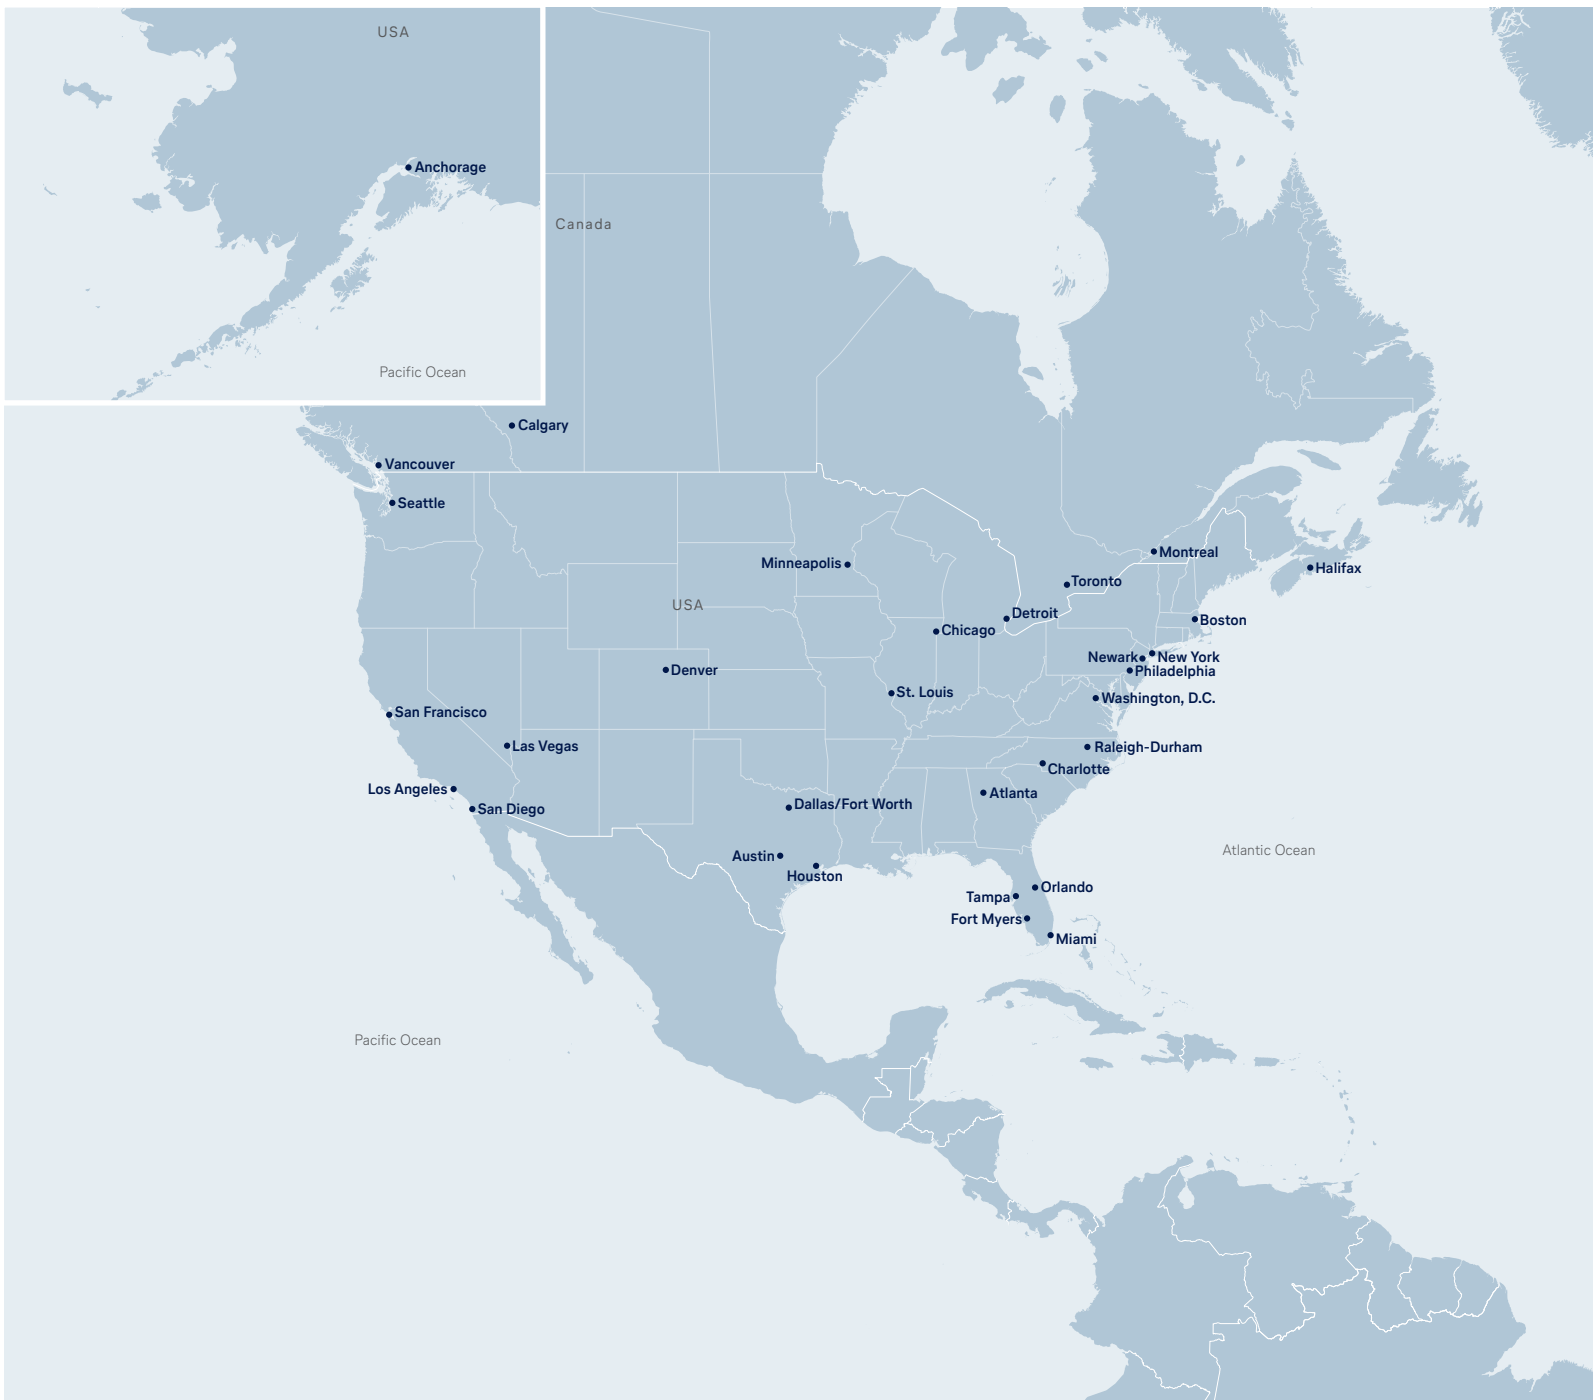 USA
Anchorage
Canada
Pacific Ocean
Calgary
Vancouver
Seattle
Montreal
Minneapolis
Halifax
Toronto
USA
Detroit
Boston
Chicago
Newark
New York
Denver
Philadelphia
St. Louis
Washington, D.C.
San Francisco
Las Vegas
Raleigh-Durham
Charlotte
Los Angeles
Atlanta
San Diego
Dallas/Fort Worth
Atlantic Ocean
Austin
Houston
Orlando
Tampa
Fort Myers
Miami
Pacific Ocean